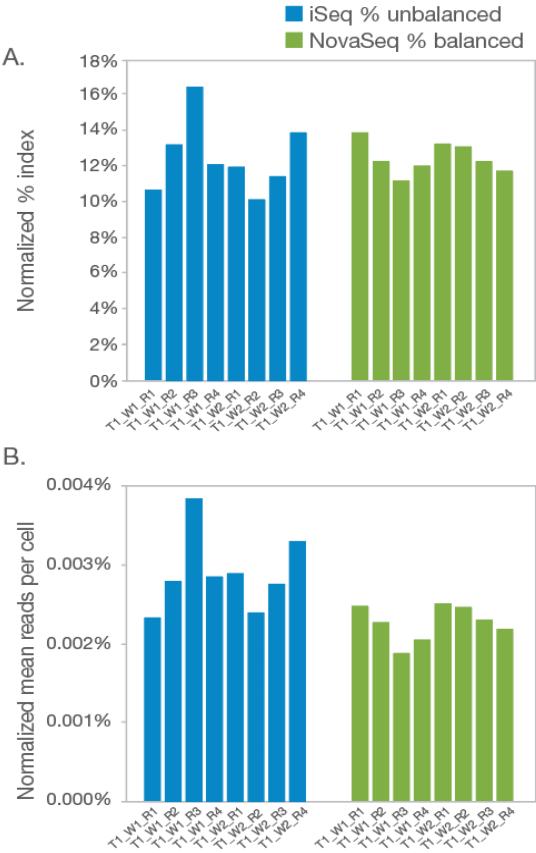 iSeq % unbalanced
NovaSeq % balanced
A.
Normalized % index
18%
16%
14%
12%
10%
8%
6%
4%
2%
0%
T1_W1_R1
T1_W1_R2
T1_W1_R3
T1_W1_R4
T1_W2_R1
T1_W2_R2
T1_W2_R3
T1_W2_R4
T1_W1_R1
T1_W1_R2
T1_W1_R3
T1_W1_R4
T1_W2_R1
T1_W2_R2
T1_W2_R3
T1_W2_R4
B.
Normalized mean reads per cell
0.004%
0.003%
0.002%
0.001%
0.000%
T1_W1_R1
T1_W1_R2
T1_W1_R3
T1_W1_R4
T1_W2_R1
T1_W2_R2
T1_W2_R3
T1_W2_R4
T1_W1_R1
T1_W1_R2
T1_W1_R3
T1_W1_R4
T1_W2_R1
T1_W2_R2
T1_W2_R3
T1_W2_R4